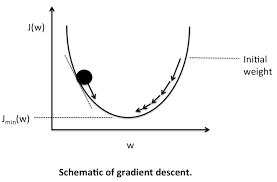 J(w)
Initial
weight
J_min(w)
w
Schematic of gradient descent.